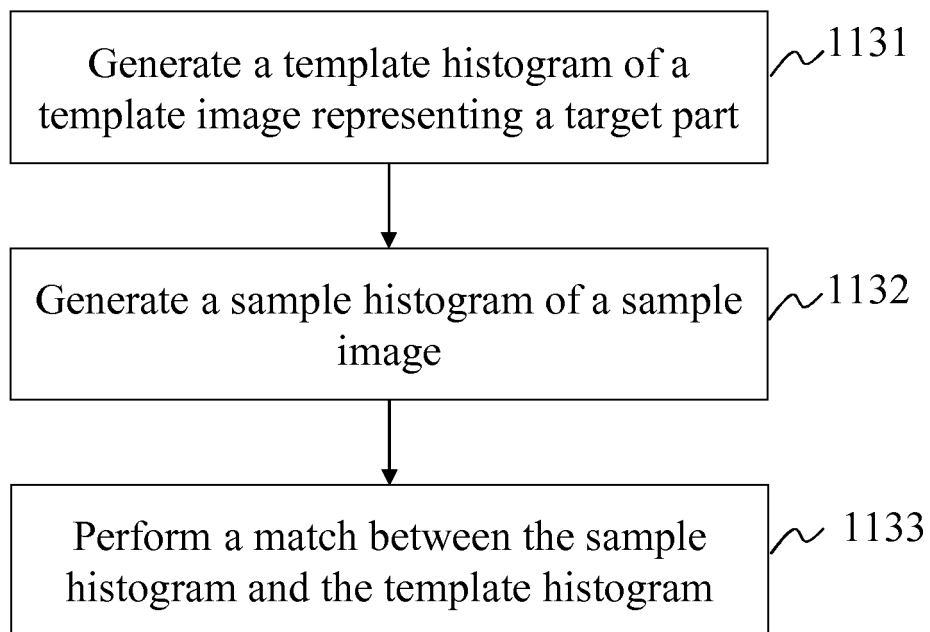 Generate a template histogram of a
template image representing a target part
1131
Generate a sample histogram of a sample
image
1132
Perform a match between the sample
histogram and the template histogram
1133